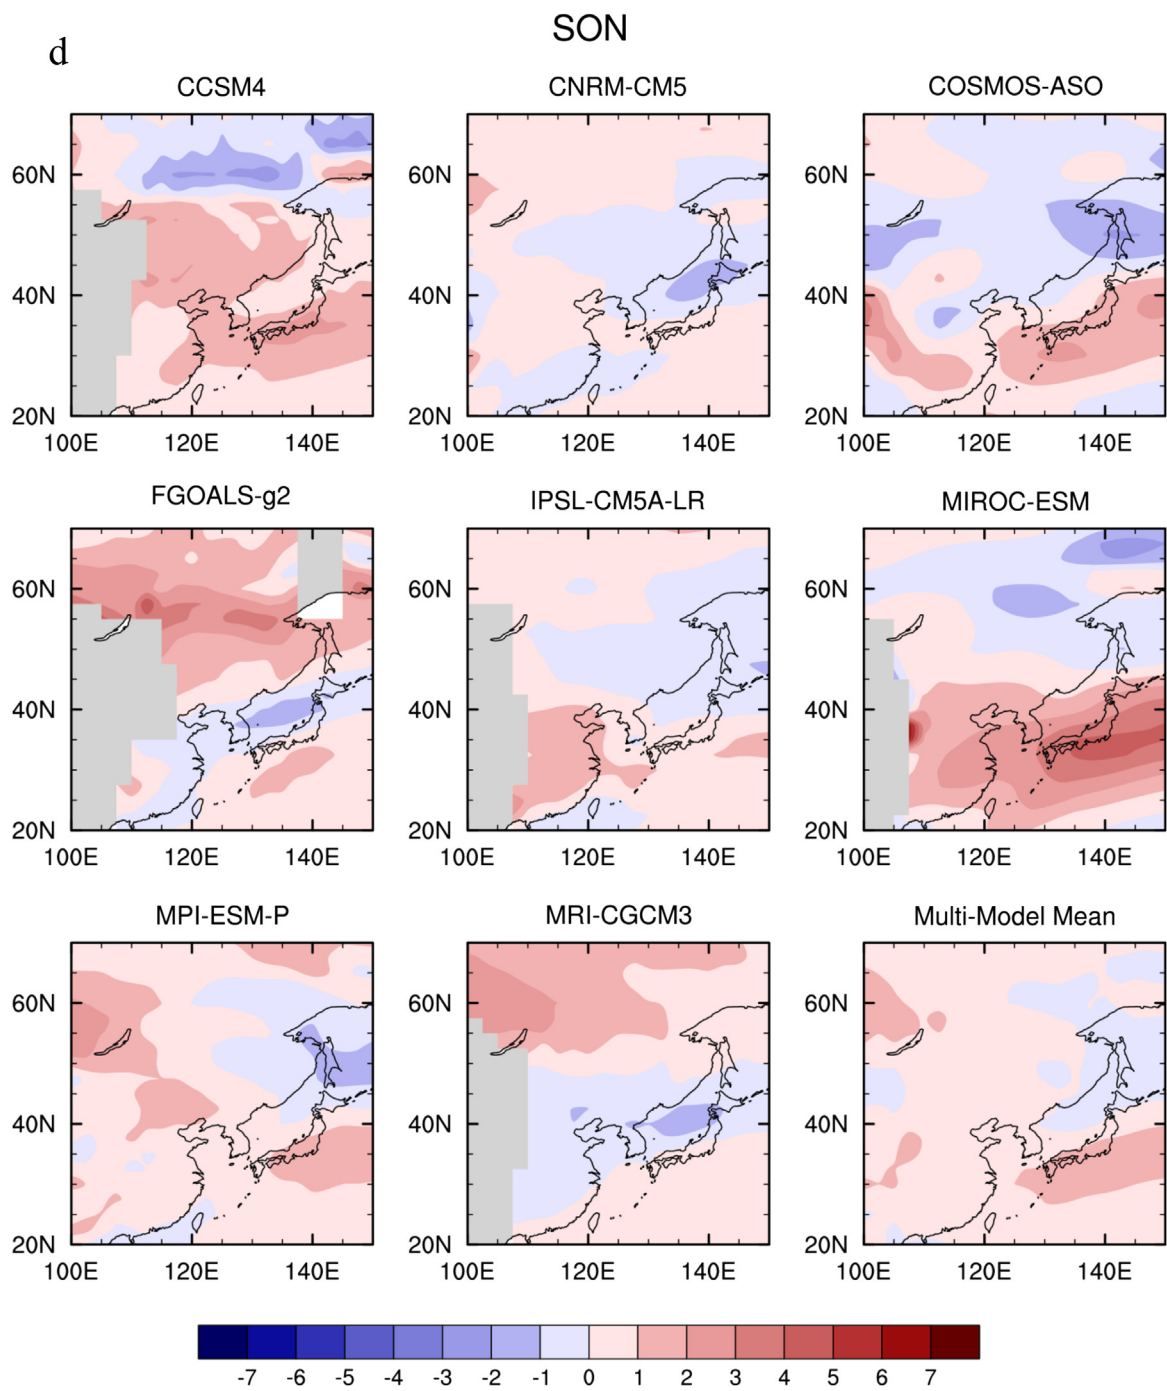 SON
d
CCSM4
CNRM-CM5
COSMOS-ASO
60N
60N
60N
40N
40N
40N
20N
20N
20N
100E 120E 140E
100E 120E 140E
100E 120E 140E
FGOALS-g2
IPSL-CM5A-LR
MIROC-ESM
60N
60N
60N
40N
40N
40N
20N
20N
20N
100E 120E 140E
100E 120E 140E
100E 120E 140E
MPI-ESM-P
MRI-CGCM3
Multi-Model Mean
60N
60N
60N
40N
40N
40N
20N
20N
20N
100E 120E 140E
100E 120E 140E
100E 120E 140E
-7 -6 -5 -4 -3 -2 -1 0 1 2 3 4 5 6 7